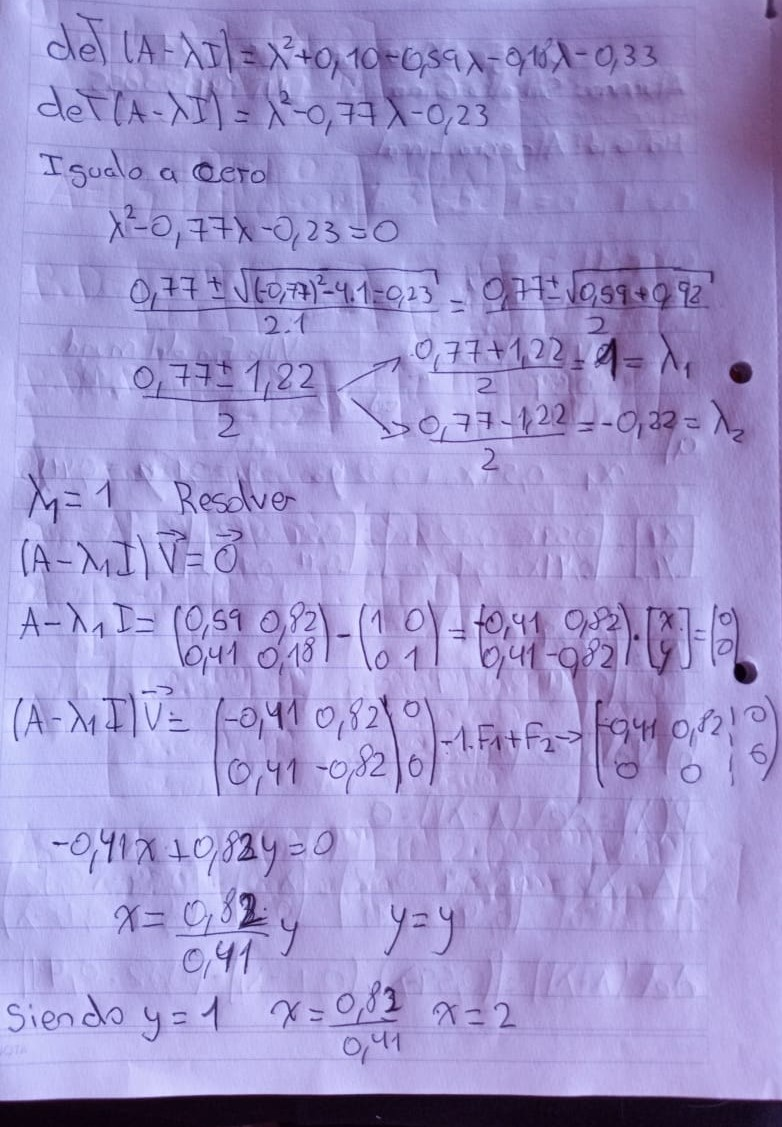 det (A-λI) = λ²+0,10-0,59λ-0,18λ-0,33
det (A-λI) = λ²-0,77λ-0,23
Igualo a cero
λ²-0,77λ-0,23=0
0,77 ± √(-0,77)²-4.1-0,23 / 2.1 = 0,77±√0,59+0,92 / 2
0,77 ± 1,22 / 2
0,77+1,22 / 2 = 1 = λ₁
0,77-1,22 / 2 = -0,22 = λ₂
λ₁=1 Resolver
(A-λ₁I) V⃗ = 0⃗
A-λ₁I = (0,59 0,82 / 0,41 0,18) - (1 0 / 0 1) = (-0,41 0,82 / 0,41 -0,82) · [x / y] = (0 / 0)
(A-λ₁I) V⃗ = (-0,41 0,82 | 0 / 0,41 -0,82 | 0) -1.F₁+F₂→ [-0,41 0,82 | 0 / 0 0 | 0]
-0,41x+0,82y=0
x = 0,82 / 0,41 y y=y
Siendo y=1 x = 0,82 / 0,41 x=2